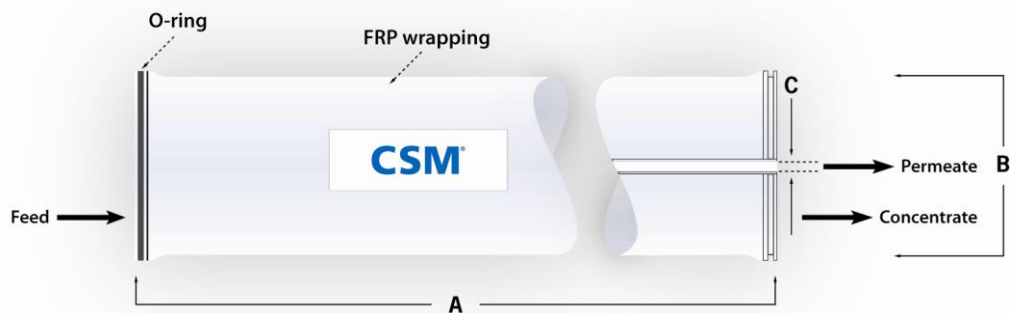 O-ring
FRP wrapping
C
CSM®
Permeate
B
Feed
Concentrate
A